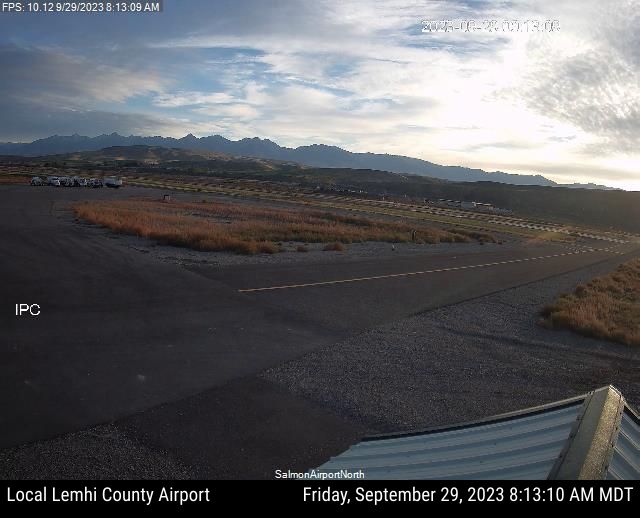 FPS: 10.12 9/29/2023 8:13:09 AM
IPC
SalmonAirportNorth
Local Lemhi County Airport
Friday, September 29, 2023 8:13:10 AM MDT